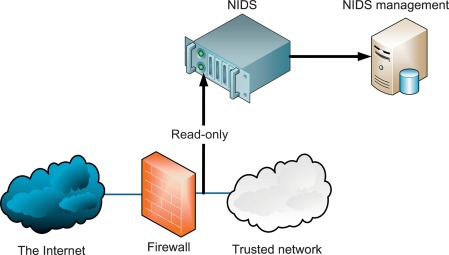 NIDS
NIDS management
Read-only
The Internet
Firewall
Trusted network